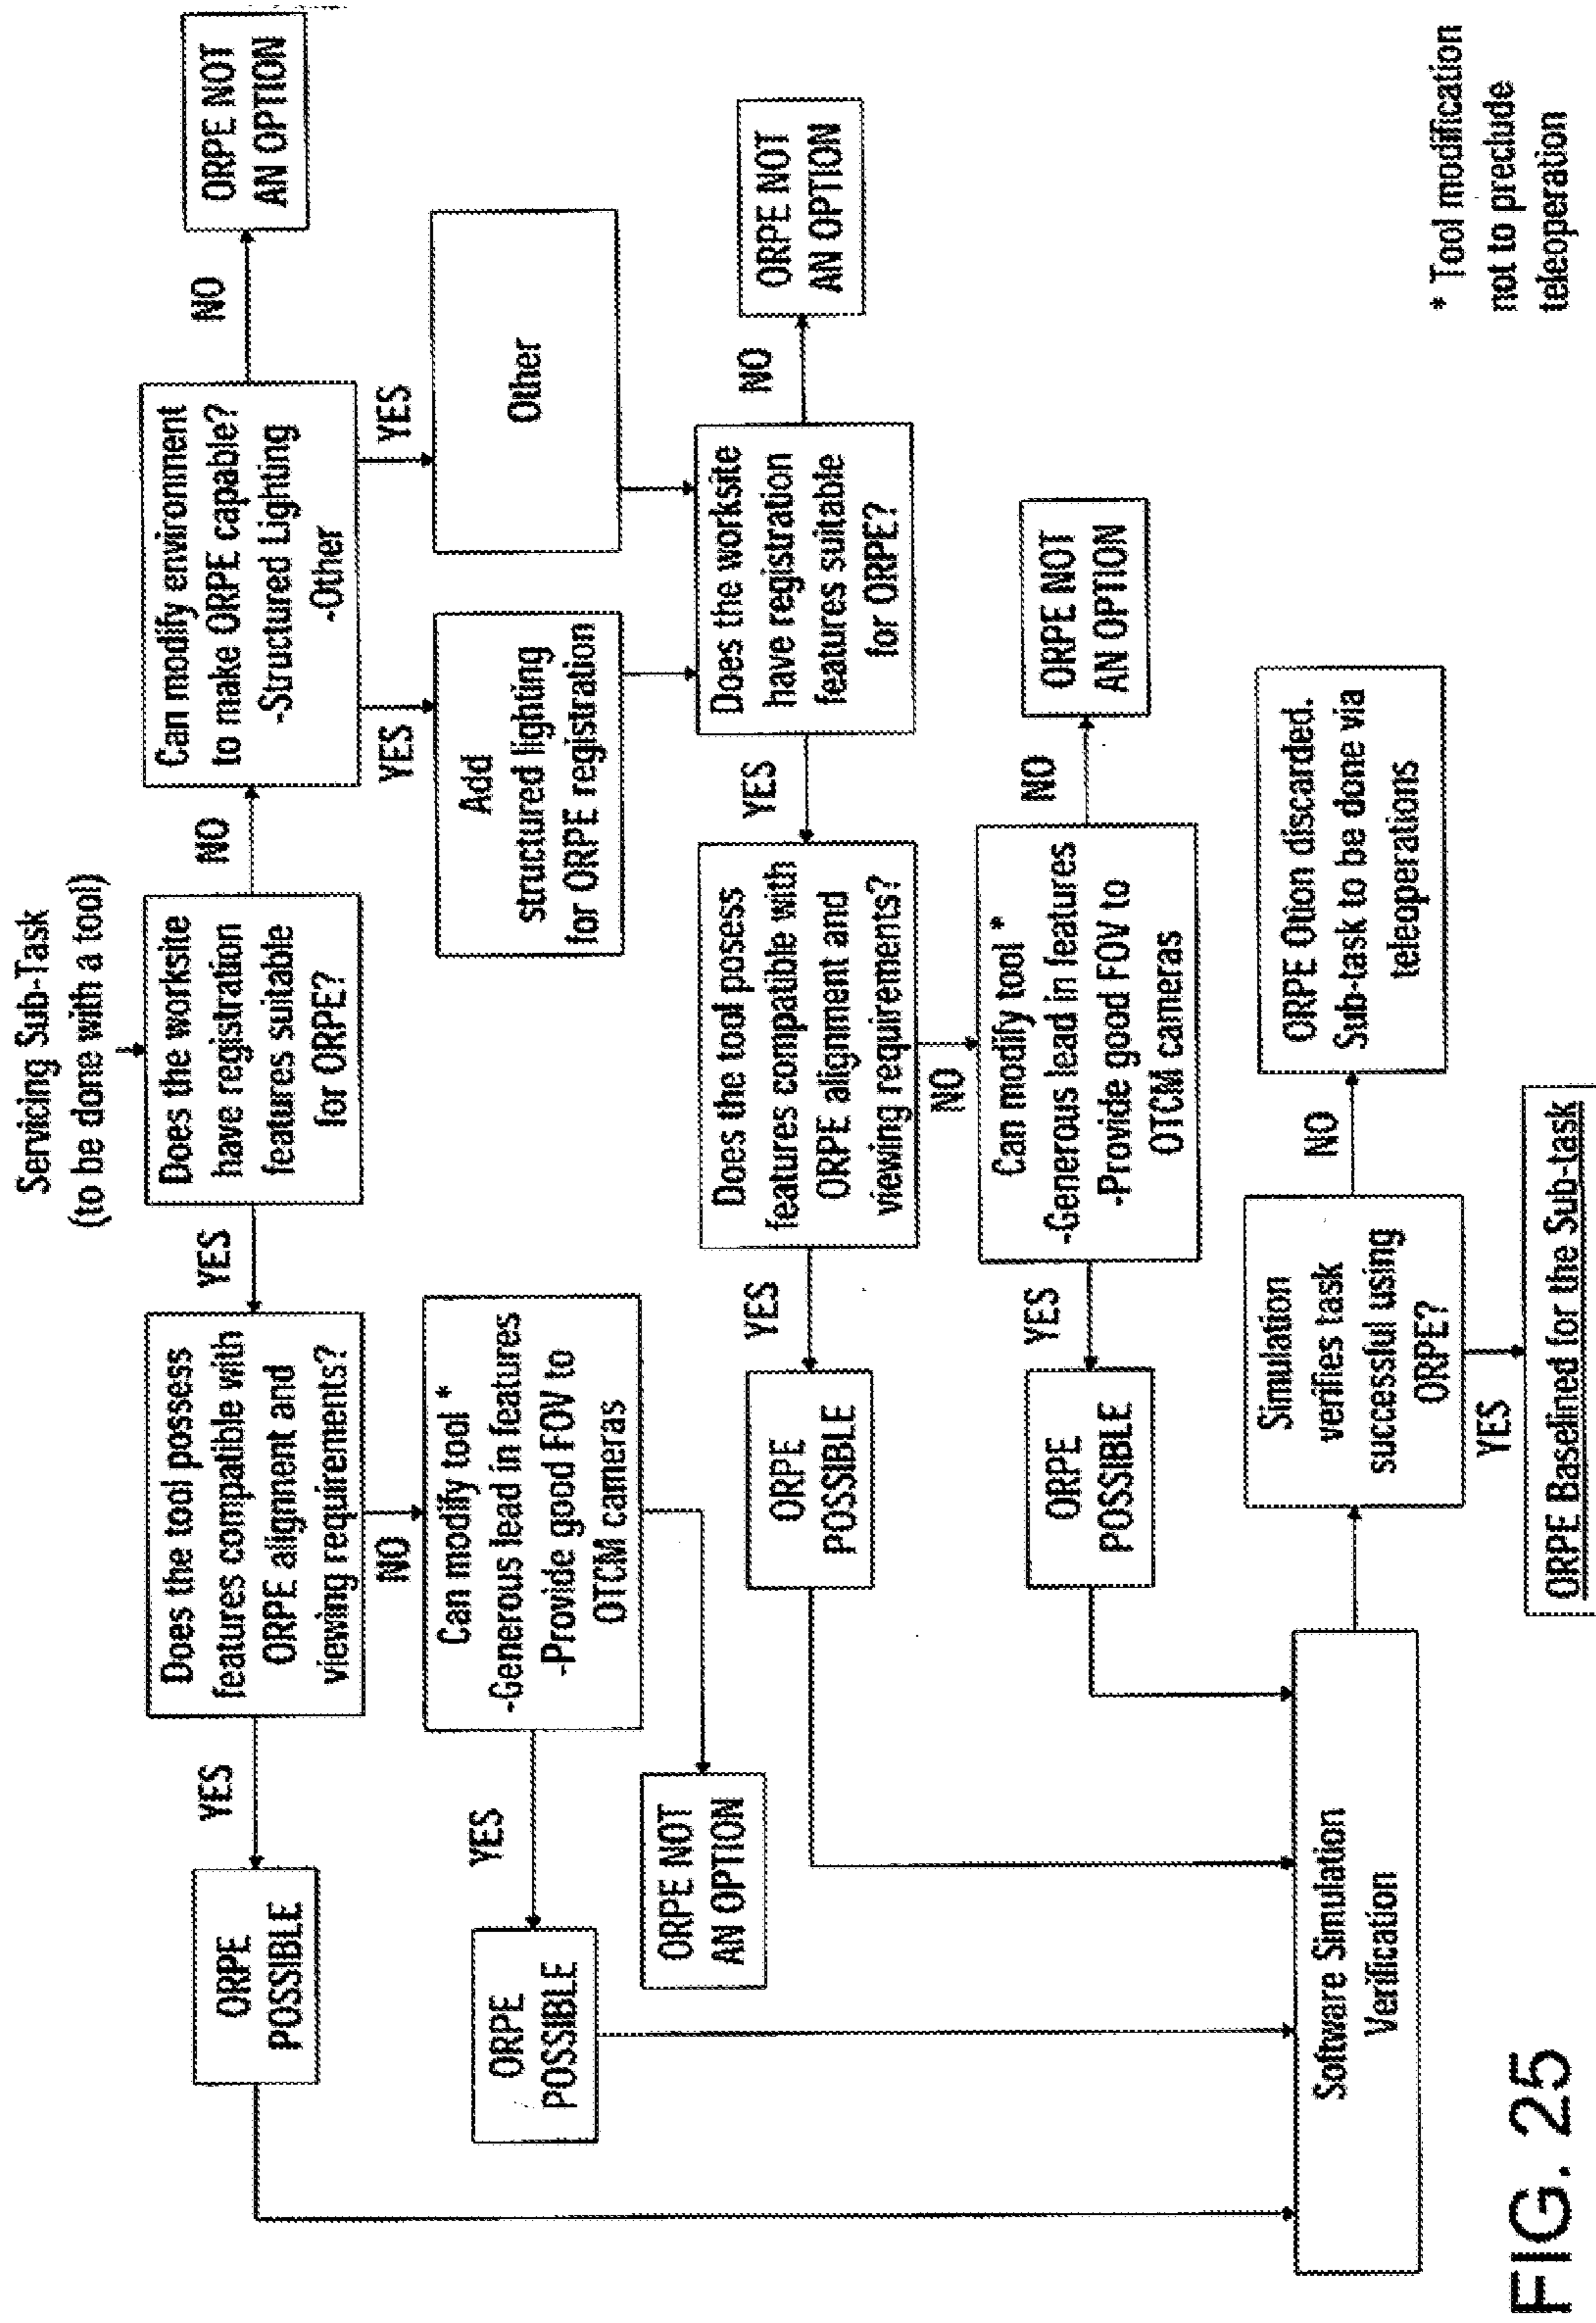 Servicing Sub-Task
(to be done with a tool)
Does the worksite
have registration
features suitable
for ORPE?
YES
NO
Does the tool possess
features compatible with
ORPE alignment and
viewing requirements?
YES
NO
ORPE
POSSIBLE
Can modify tool *
-Generous lead in features
-Provide good FOV to
OTCM cameras
YES
ORPE
POSSIBLE
ORPE NOT
AN OPTION
Can modify environment
to make ORPE capable?
-Structured Lighting
-Other
NO
ORPE NOT
AN OPTION
YES
YES
Add
structured lighting
for ORPE registration
Other
Does the worksite
have registration
features suitable
for ORPE?
NO
ORPE NOT
AN OPTION
YES
Does the tool posess
features compatible with
ORPE alignment and
viewing requirements?
YES
NO
ORPE
POSSIBLE
Can modify tool *
-Generous lead in features
-Provide good FOV to
OTCM cameras
NO
ORPE NOT
AN OPTION
YES
ORPE
POSSIBLE
Software Simulation
Verification
Simulation
verifies task
successful using
ORPE?
NO
ORPE Otion discarded.
Sub-task to be done via
teleoperations
YES
ORPE Baselined for the Sub-task
* Tool modification
not to preclude
teleoperation
FIG. 25